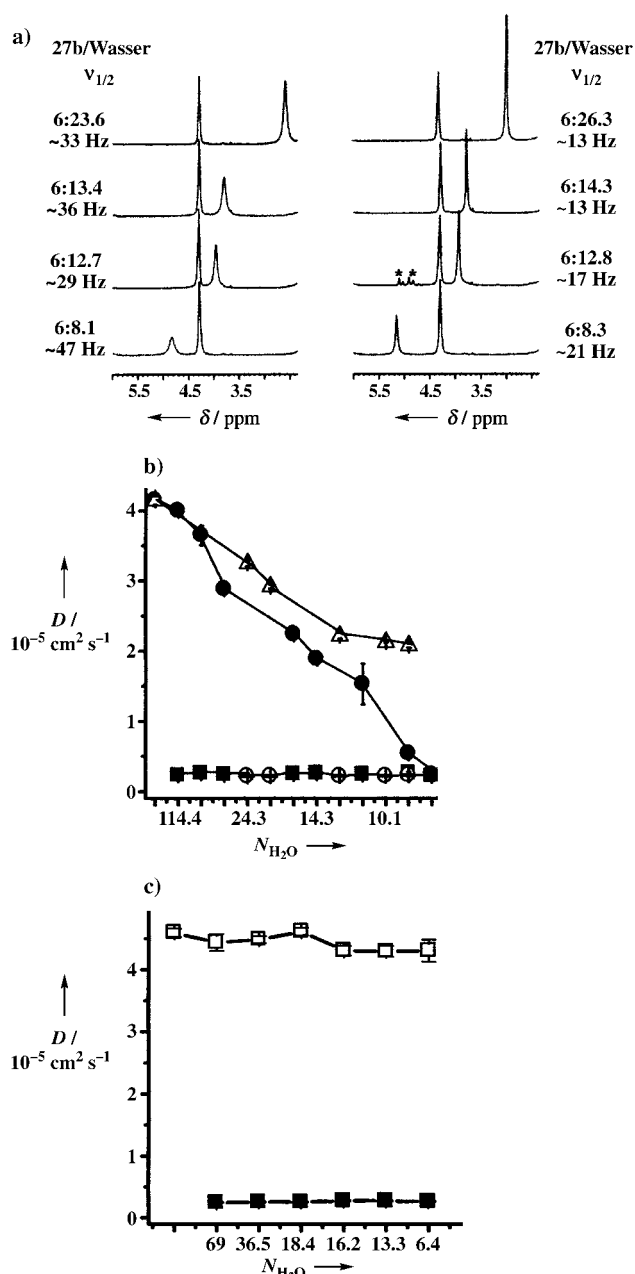 a)
27b/Wasser
ν1/2
6:23.6
~33 Hz
6:13.4
~36 Hz
6:12.7
~29 Hz
6:8.1
~47 Hz
5.5 4.5 3.5
δ / ppm
27b/Wasser
ν1/2
6:26.3
~13 Hz
6:14.3
~13 Hz
* *
6:12.8
~17 Hz
6:8.3
~21 Hz
5.5 4.5 3.5
δ / ppm
b)
4
3
2
1
0
D /
10⁻⁵ cm² s⁻¹
114.4 24.3 14.3 10.1
N_H₂O
c)
4
3
2
1
0
D /
10⁻⁵ cm² s⁻¹
69 36.5 18.4 16.2 13.3 6.4
N_H₂O